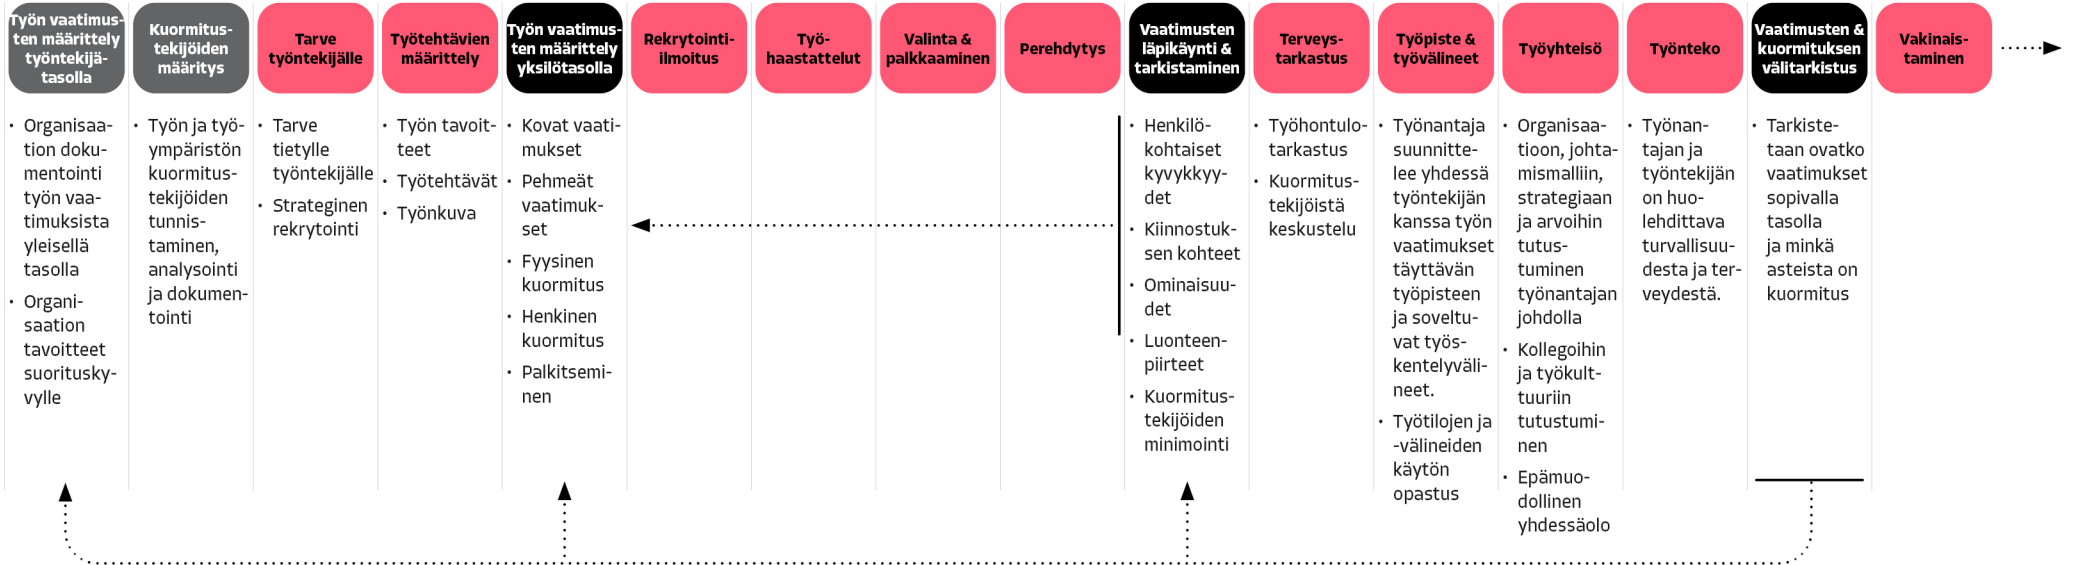 Työn vaatimus-
ten määrittely
työntekijä-
tasolla
Kuormitus-
tekijöiden
määritys
Tarve
työntekijälle
Työtehtävien
määrittely
Työn vaatimus-
ten määrittely
yksilötasolla
Rekrytointi-
ilmoitus
Työ-
haastattelut
Valinta &
palkkaaminen
Perehdytys
Vaatimusten
läpikäynti &
tarkistaminen
Terveys-
tarkastus
Työpiste &
työvälineet
Työyhteisö
Työnteko
Vaatimusten &
kuormituksen
välitarkistus
Vakinais-
taminen
• Organisaa-
tion doku-
mentointi
työn vaa-
timuksista
yleisellä
tasolla
• Organi-
saation
tavoitteet
suoritusky-
vylle
• Työn ja työ-
ympäristön
kuormitus-
tekijöiden
tunnis-
taminen,
analysointi
ja dokumen-
tointi
• Tarve
tietylle
työntekijälle
• Strateginen
rekrytointi
• Työn tavoit-
teet
• Työtehtävät
• Työnkuva
• Kovat vaati-
mukset
• Pehmeät
vaatimuk-
set
• Fyysinen
kuormitus
• Henkinen
kuormitus
• Palkitsemi-
nen
• Henkilö-
kohtaiset
kyvykkyy-
det
• Kiinnostuk-
sen kohteet
• Ominaisuu-
det
• Luonteen-
piirteet
• Kuormitus-
tekijöiden
minimointi
• Työhontulo-
tarkastus
• Kuormitus-
tekijöistä
keskustelu
• Työnantaja
suunnitte-
lee yhdessä
työntekijän
kanssa työn
vaatimukset
täyttävän
työpisteen
ja soveltu-
vat työs-
kentelyväli-
neet.
• Työtilojen ja
-välineiden
käytön
opastus
• Organisaa-
tioon, johta-
mismalliin,
strategiaan
ja arvoihin
tutus-
tuminen
työnantajan
johdolla
• Kollegoihin
ja työkult-
tuuriin
tutustumi-
nen
• Epämuo-
dollinen
yhdessäolo
• Työnan-
tajan ja
työntekijän
on huo-
lehdittava
turvallisuu-
desta ja ter-
veydestä.
• Tarkiste-
taan ovatko
vaatimukset
sopivalla
tasolla
ja minkä
asteista on
kuormitus